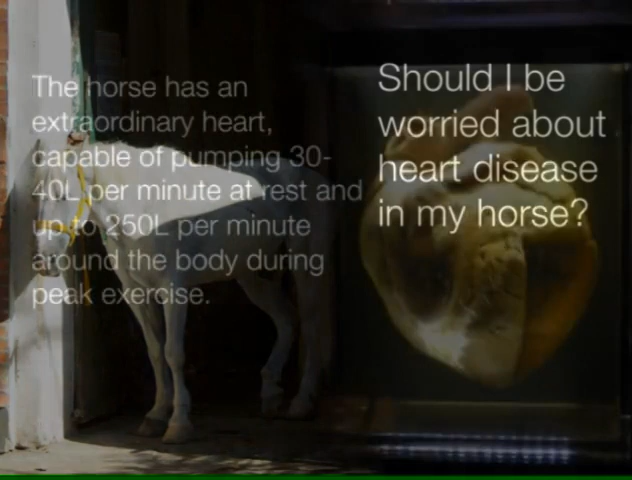 The horse has an
extraordinary heart,
capable of pumping 30-
40L per minute at rest and
up to 250L per minute
around the body during
peak exercise.
Should I be
worried about
heart disease
in my horse?